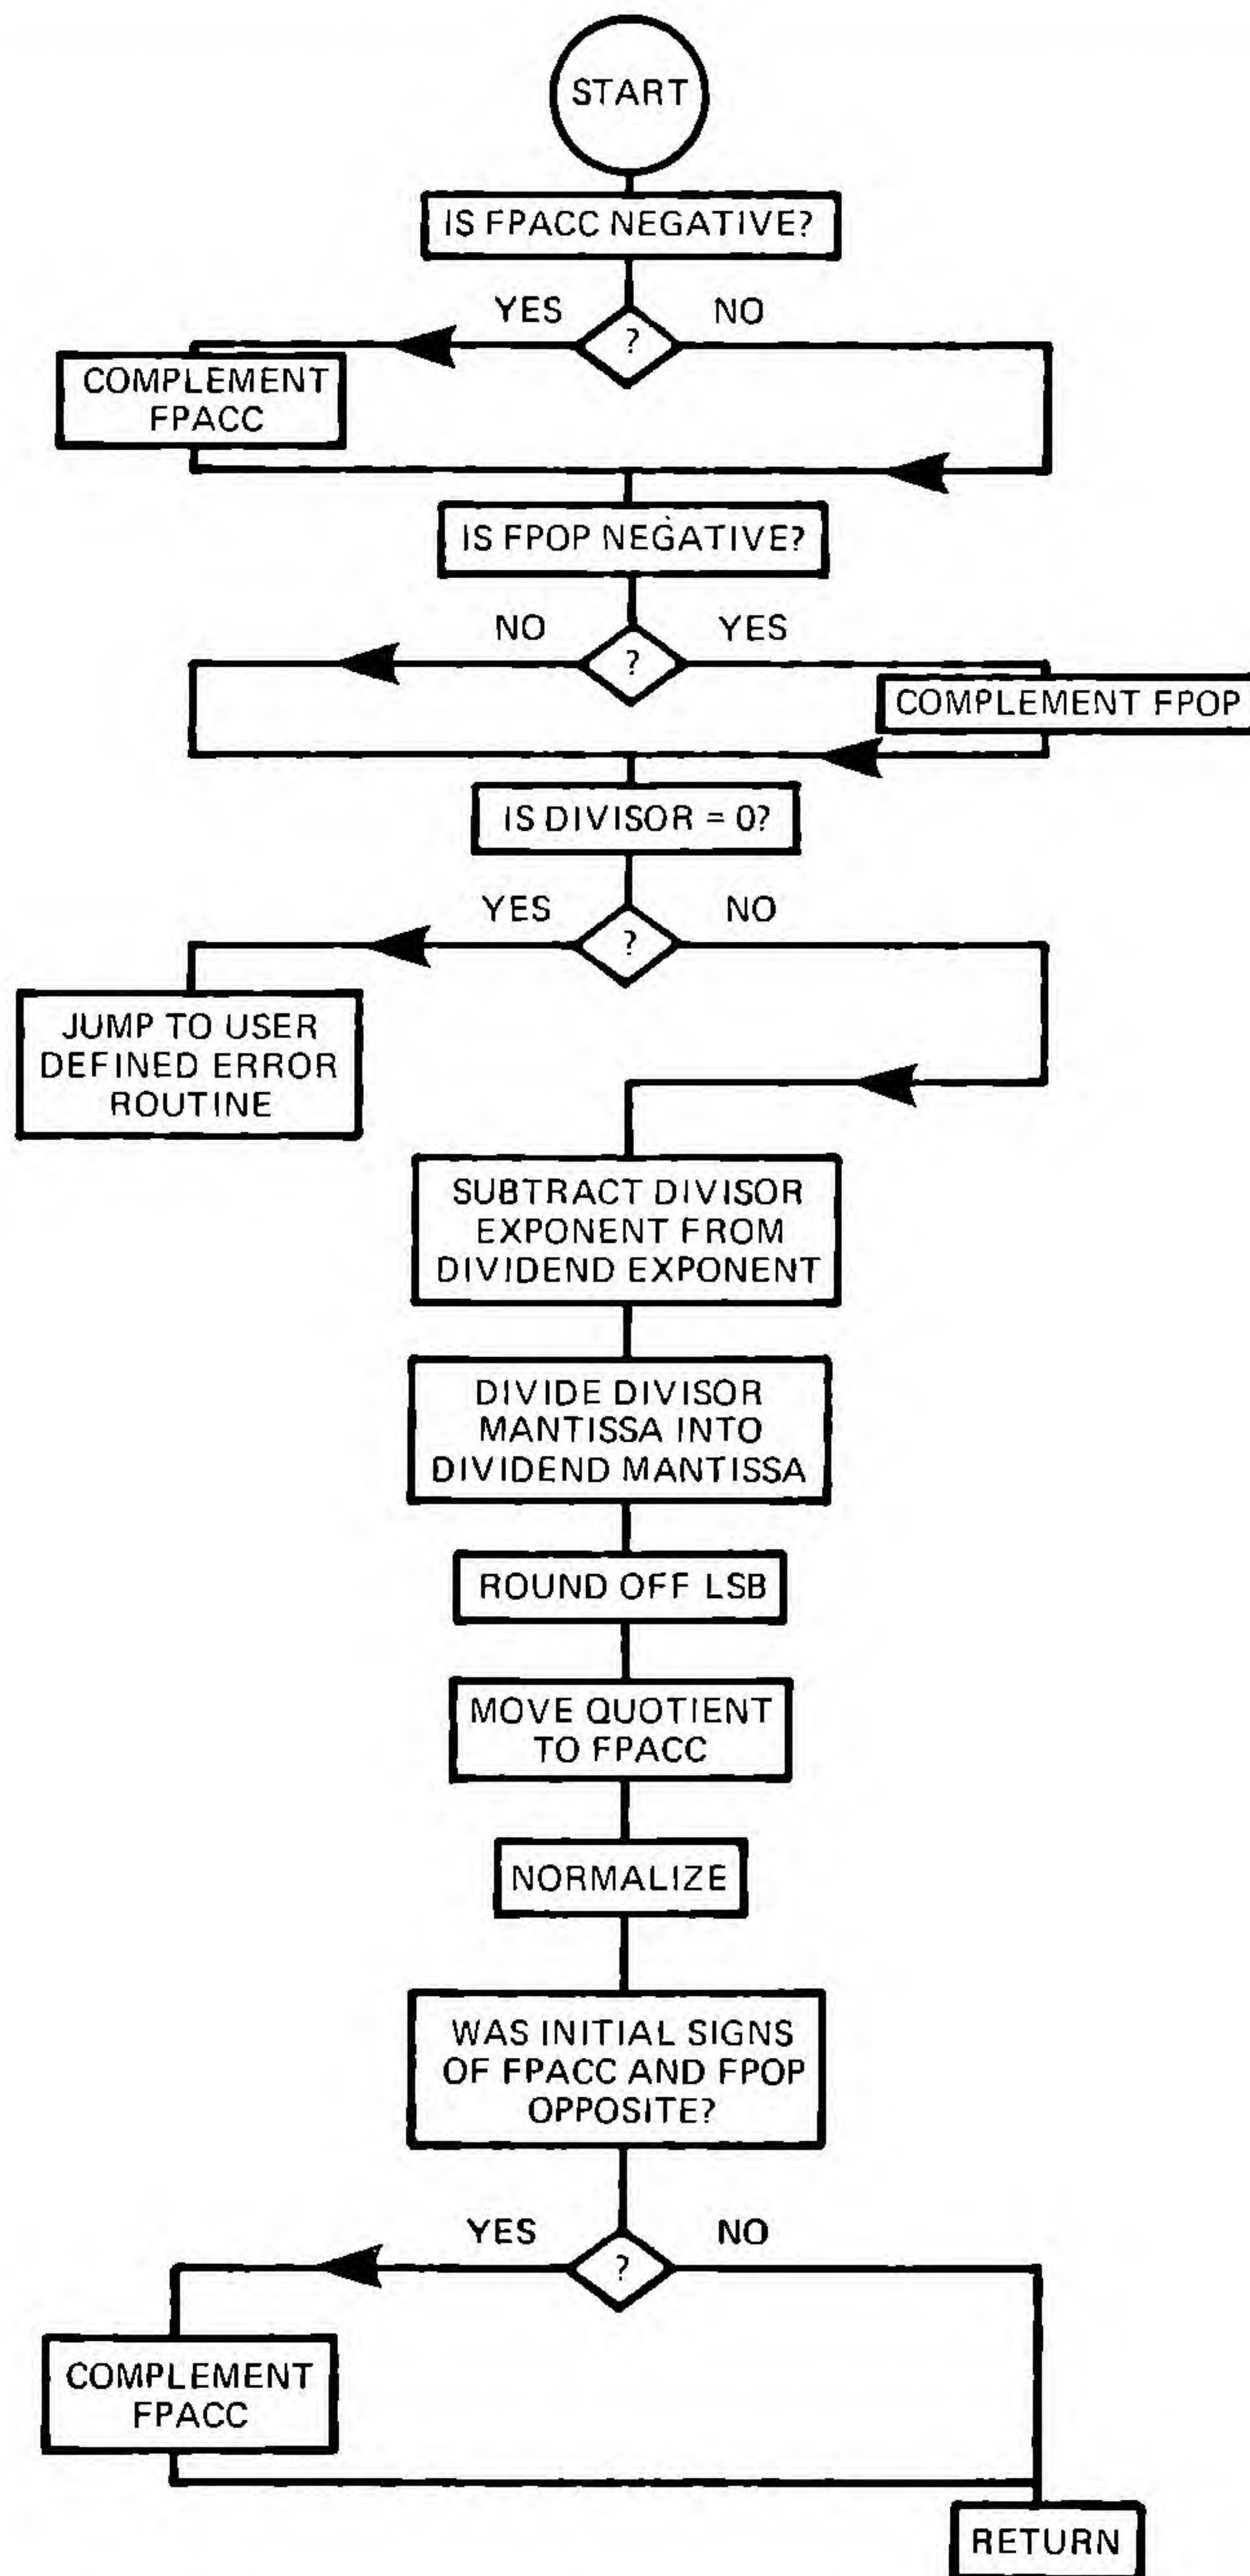 START
IS FPACC NEGATIVE?
YES
NO
?
COMPLEMENT
FPACC
IS FPOP NEGATIVE?
NO
YES
?
COMPLEMENT FPOP
IS DIVISOR = 0?
YES
NO
?
JUMP TO USER
DEFINED ERROR
ROUTINE
SUBTRACT DIVISOR
EXPONENT FROM
DIVIDEND EXPONENT
DIVIDE DIVISOR
MANTISSA INTO
DIVIDEND MANTISSA
ROUND OFF LSB
MOVE QUOTIENT
TO FPACC
NORMALIZE
WAS INITIAL SIGNS
OF FPACC AND FPOP
OPPOSITE?
YES
NO
?
COMPLEMENT
FPACC
RETURN